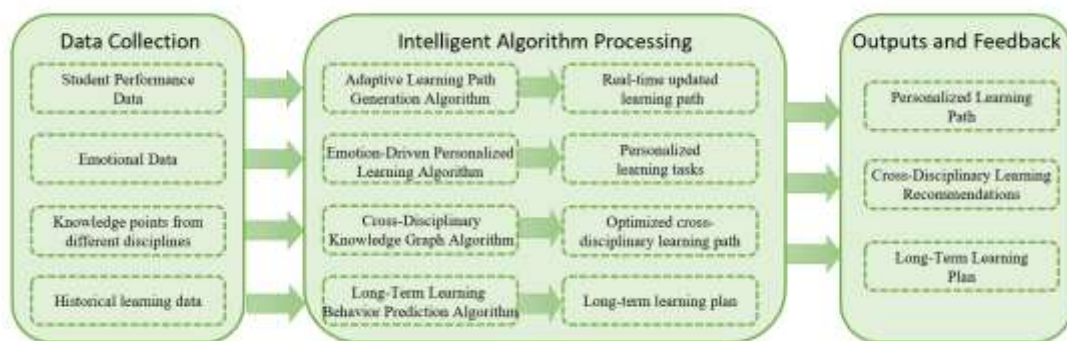 Data Collection
Student Performance
Data
Emotional Data
Knowledge points from
different disciplines
Historical learning data
Intelligent Algorithm Processing
Adaptive Learning Path
Generation Algorithm
Real-time updated
learning path
Emotion-Driven Personalized
Learning Algorithm
Personalized
learning tasks
Cross-Disciplinary
Knowledge Graph Algorithm
Optimized cross-
disciplinary learning path
Long-Term Learning
Behavior Prediction Algorithm
Long-term learning plan
Outputs and Feedback
Personalized Learning
Path
Cross-Disciplinary Learning
Recommendations
Long-Term Learning
Plan